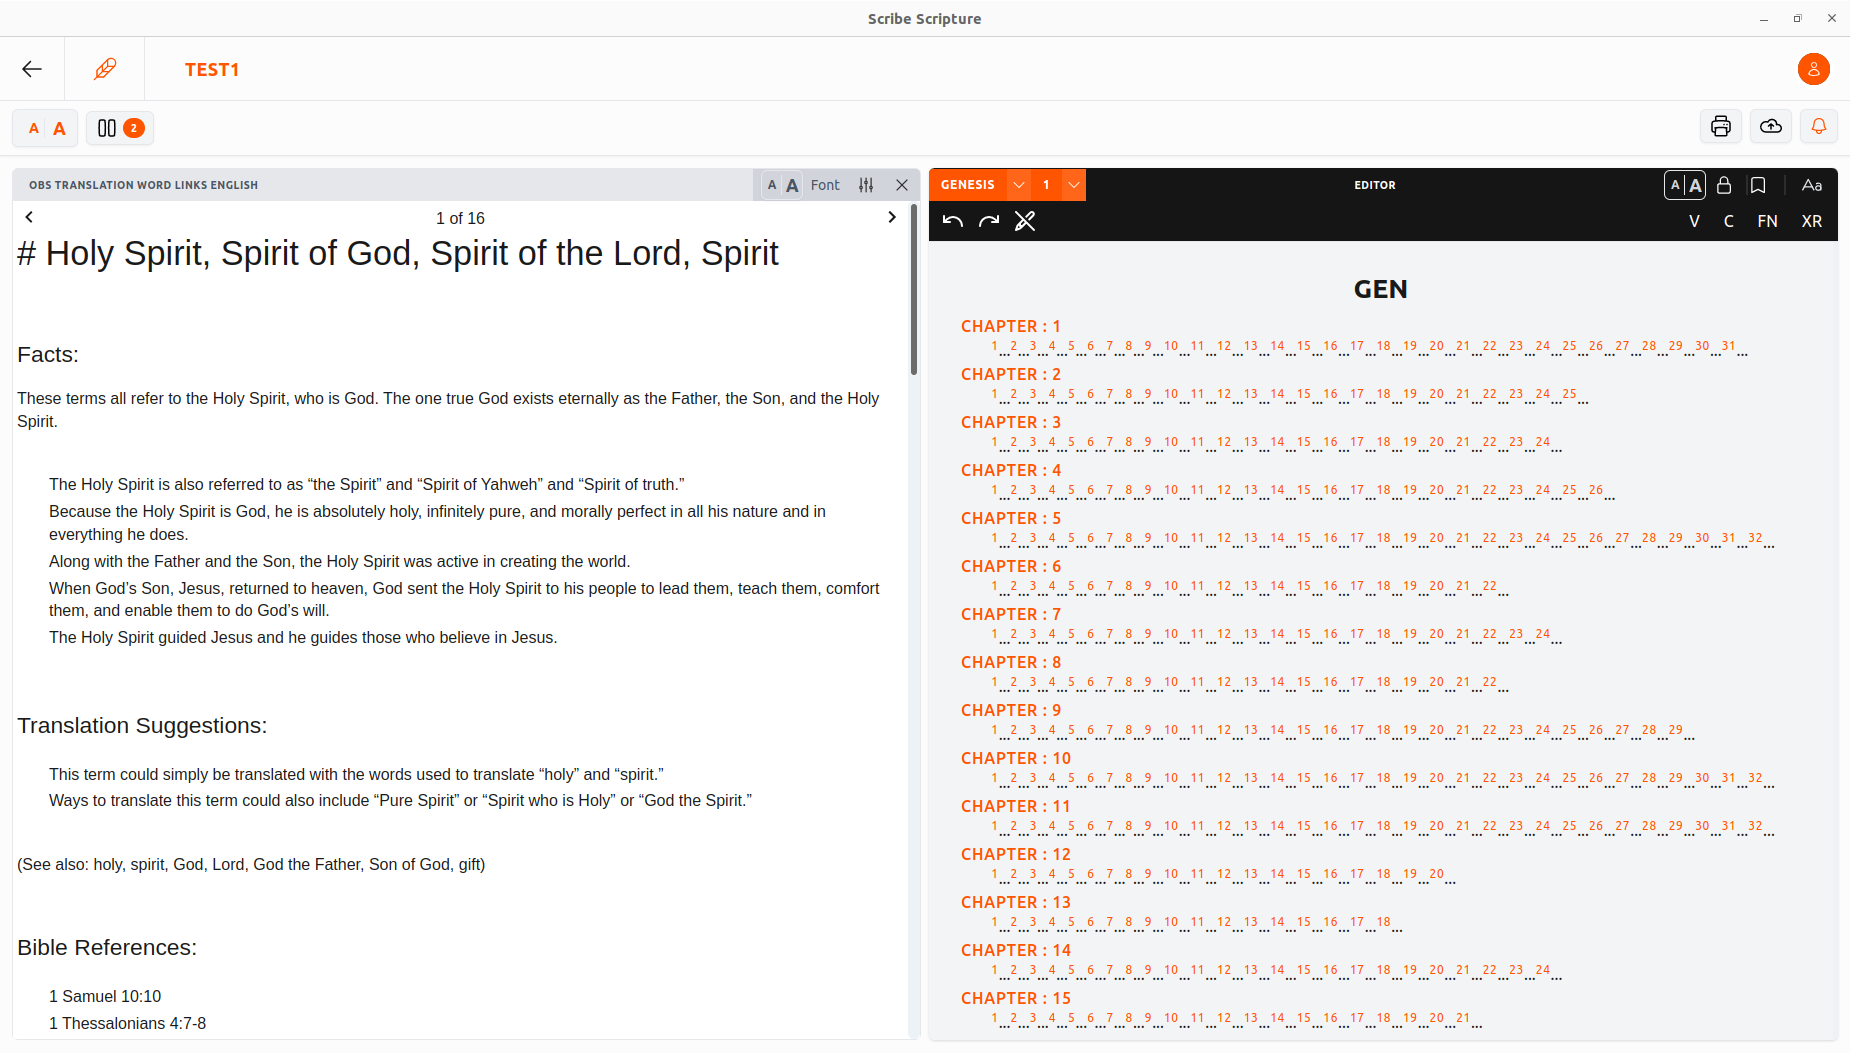 Scribe Scripture
TEST1
A A 2
OBS TRANSLATION WORD LINKS ENGLISH
A A Font
1 of 16
# Holy Spirit, Spirit of God, Spirit of the Lord, Spirit
Facts:
These terms all refer to the Holy Spirit, who is God. The one true God exists eternally as the Father, the Son, and the Holy
Spirit.
The Holy Spirit is also referred to as “the Spirit” and “Spirit of Yahweh” and “Spirit of truth.”
Because the Holy Spirit is God, he is absolutely holy, infinitely pure, and morally perfect in all his nature and in
everything he does.
Along with the Father and the Son, the Holy Spirit was active in creating the world.
When God’s Son, Jesus, returned to heaven, God sent the Holy Spirit to his people to lead them, teach them, comfort
them, and enable them to do God’s will.
The Holy Spirit guided Jesus and he guides those who believe in Jesus.
Translation Suggestions:
This term could simply be translated with the words used to translate “holy” and “spirit.”
Ways to translate this term could also include “Pure Spirit” or “Spirit who is Holy” or “God the Spirit.”
(See also: holy, spirit, God, Lord, God the Father, Son of God, gift)
Bible References:
1 Samuel 10:10
1 Thessalonians 4:7-8
GENESIS 1 EDITOR A A Aa
V C FN XR
GEN
CHAPTER : 1
1...2...3...4...5...6...7...8...9...10...11...12...13...14...15...16...17...18...19...20...21...22...23...24...25...26...27...28...29...30...31...
CHAPTER : 2
1...2...3...4...5...6...7...8...9...10...11...12...13...14...15...16...17...18...19...20...21...22...23...24...25...
CHAPTER : 3
1...2...3...4...5...6...7...8...9...10...11...12...13...14...15...16...17...18...19...20...21...22...23...24...
CHAPTER : 4
1...2...3...4...5...6...7...8...9...10...11...12...13...14...15...16...17...18...19...20...21...22...23...24...25...26...
CHAPTER : 5
1...2...3...4...5...6...7...8...9...10...11...12...13...14...15...16...17...18...19...20...21...22...23...24...25...26...27...28...29...30...31...32...
CHAPTER : 6
1...2...3...4...5...6...7...8...9...10...11...12...13...14...15...16...17...18...19...20...21...22...
CHAPTER : 7
1...2...3...4...5...6...7...8...9...10...11...12...13...14...15...16...17...18...19...20...21...22...23...24...
CHAPTER : 8
1...2...3...4...5...6...7...8...9...10...11...12...13...14...15...16...17...18...19...20...21...22...
CHAPTER : 9
1...2...3...4...5...6...7...8...9...10...11...12...13...14...15...16...17...18...19...20...21...22...23...24...25...26...27...28...29...
CHAPTER : 10
1...2...3...4...5...6...7...8...9...10...11...12...13...14...15...16...17...18...19...20...21...22...23...24...25...26...27...28...29...30...31...32...
CHAPTER : 11
1...2...3...4...5...6...7...8...9...10...11...12...13...14...15...16...17...18...19...20...21...22...23...24...25...26...27...28...29...30...31...32...
CHAPTER : 12
1...2...3...4...5...6...7...8...9...10...11...12...13...14...15...16...17...18...19...20...
CHAPTER : 13
1...2...3...4...5...6...7...8...9...10...11...12...13...14...15...16...17...18...
CHAPTER : 14
1...2...3...4...5...6...7...8...9...10...11...12...13...14...15...16...17...18...19...20...21...22...23...24...
CHAPTER : 15
1...2...3...4...5...6...7...8...9...10...11...12...13...14...15...16...17...18...19...20...21...